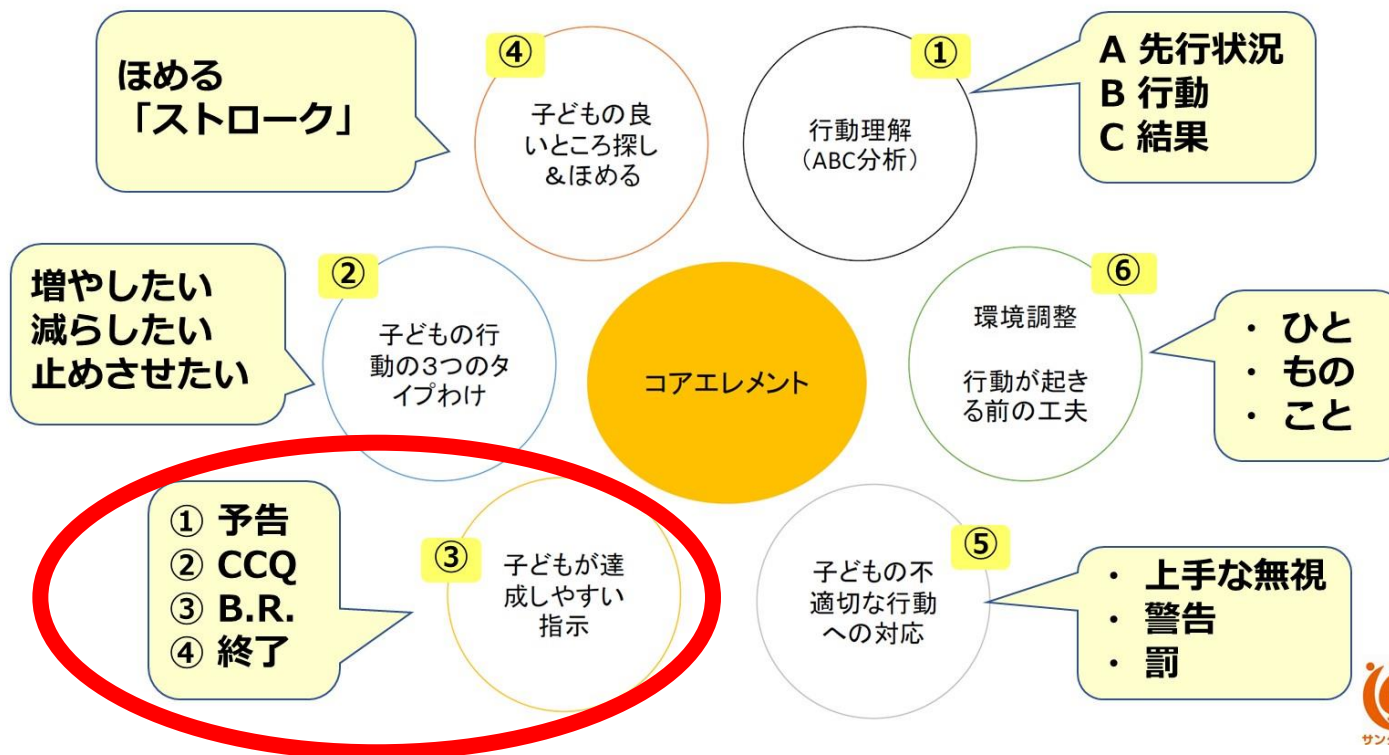 ほめる
「ストローク」
④
子どもの良
いところ探し
&ほめる
①
行動理解
(ABC分析)
A 先行状況
B 行動
C 結果
増やしたい
減らしたい
止めさせたい
②
子どもの行
動の3つのタ
イプわけ
コアエレメント
⑥
環境調整
行動が起き
る前の工夫
・ ひと
・ もの
・ こと
① 予告
② CCQ
③ B.R.
④ 終了
③
子どもが達
成しやすい
指示
⑤
子どもの不
適切な行動
への対応
・ 上手な無視
・ 警告
・ 罰